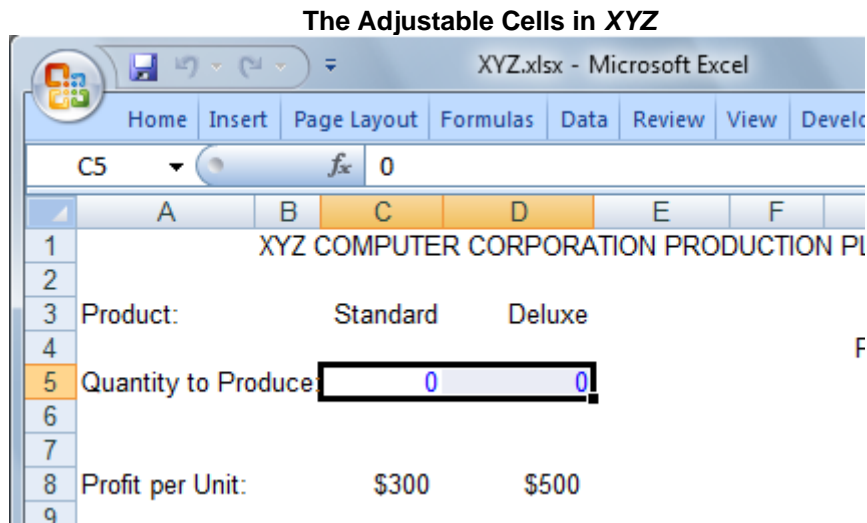 The Adjustable Cells in XYZ
XYZ.xlsx - Microsoft Excel
Home Insert Page Layout Formulas Data Review View Develo
C5 fx 0
A B C D E F
1 XYZ COMPUTER CORPORATION PRODUCTION PL
2
3 Product: Standard Deluxe
4 P
5 Quantity to Produce: 0 0
6
7
8 Profit per Unit: $300 $500
9